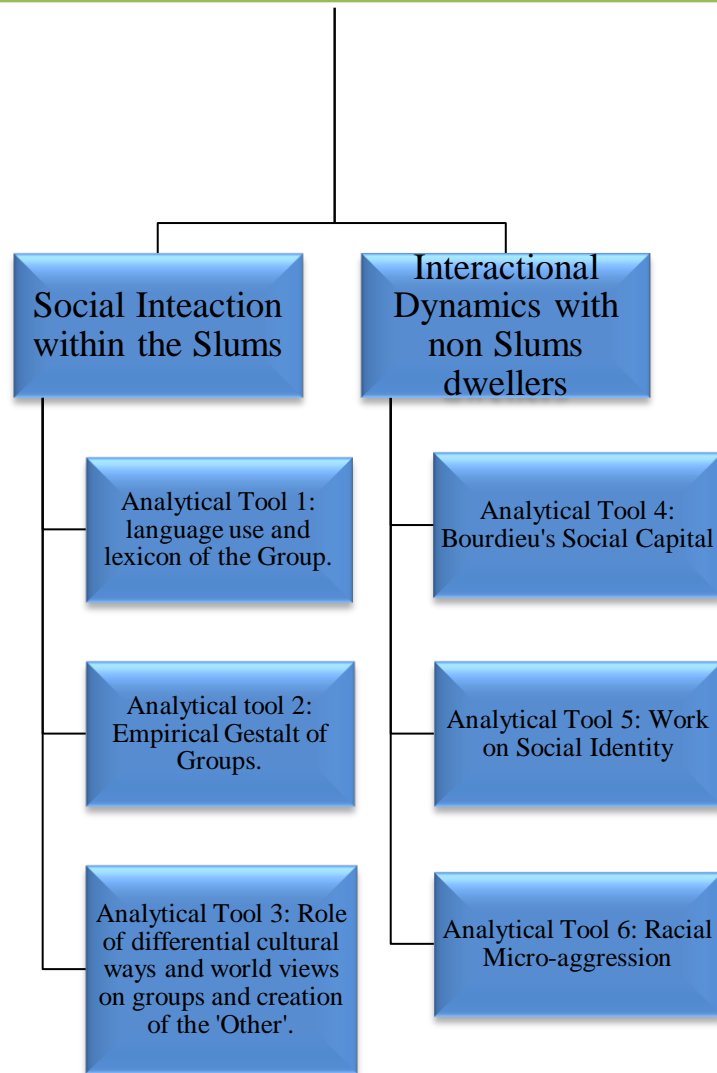 Social Inteaction
within the Slums
Interactional
Dynamics with
non Slums
dwellers
Analytical Tool 1:
language use and
lexicon of the Group.
Analytical tool 2:
Empirical Gestalt of
Groups.
Analytical Tool 3: Role
of differential cultural
ways and world views
on groups and creation
of the 'Other'.
Analytical Tool 4:
Bourdieu's Social Capital
Analytical Tool 5: Work
on Social Identity
Analytical Tool 6: Racial
Micro-aggression